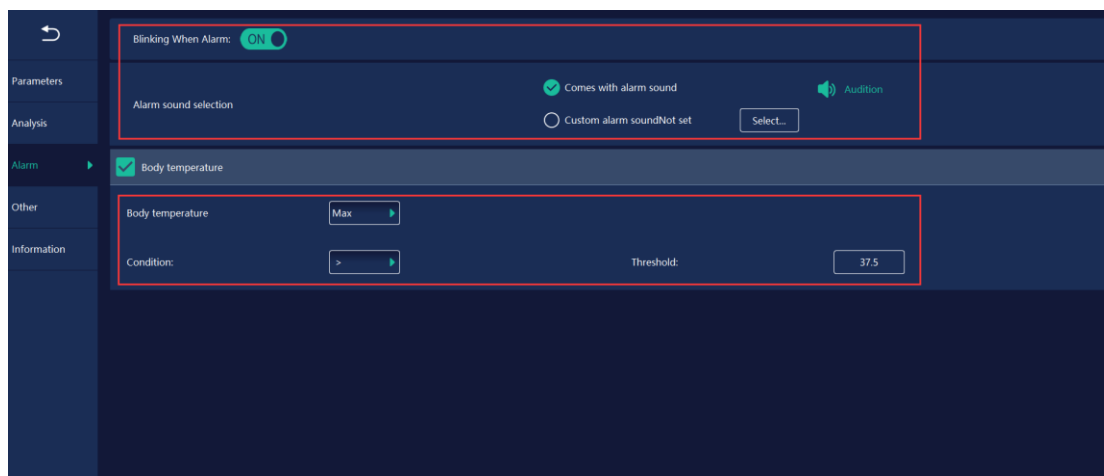 Blinking When Alarm: ON
Parameters
Comes with alarm sound Audition
Alarm sound selection
Analysis
Custom alarm soundNot set Select...
Alarm
Body temperature
Other
Body temperature Max
Information
Condition: > Threshold: 37.5